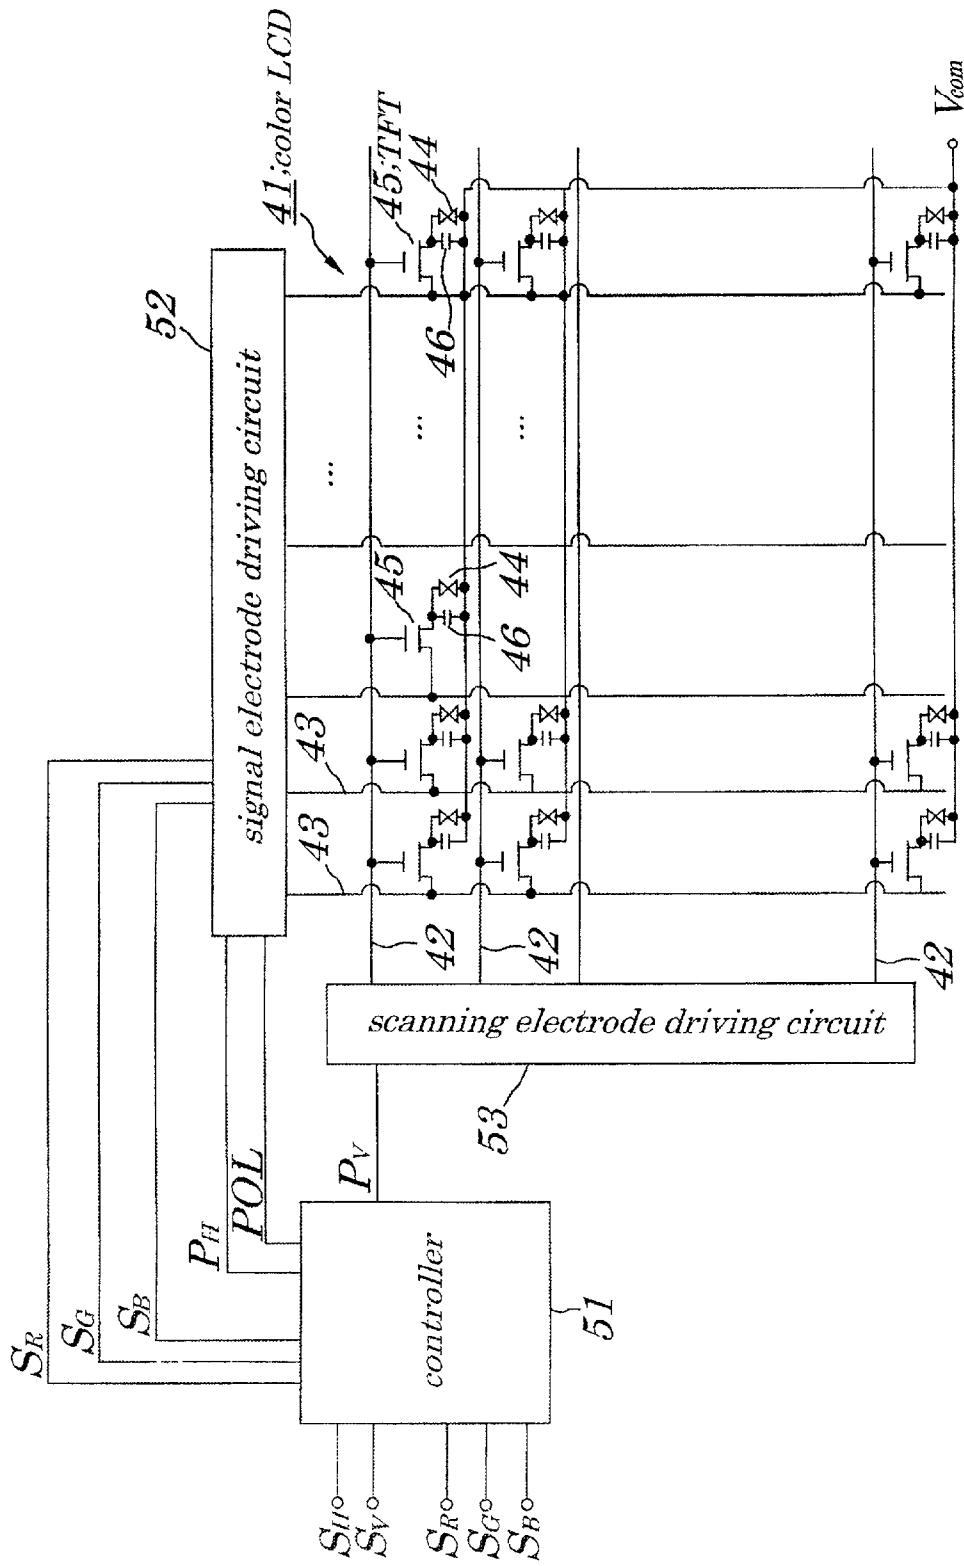 41;color LCD
52
signal electrode driving circuit
45;TFT
44
46
...
...
...
45
44
46
43
43
42
42
42
scanning electrode driving circuit
53
SR
SG
SB
PH
POL
PV
controller
51
SH
SV
SR
SG
SB
Vcom